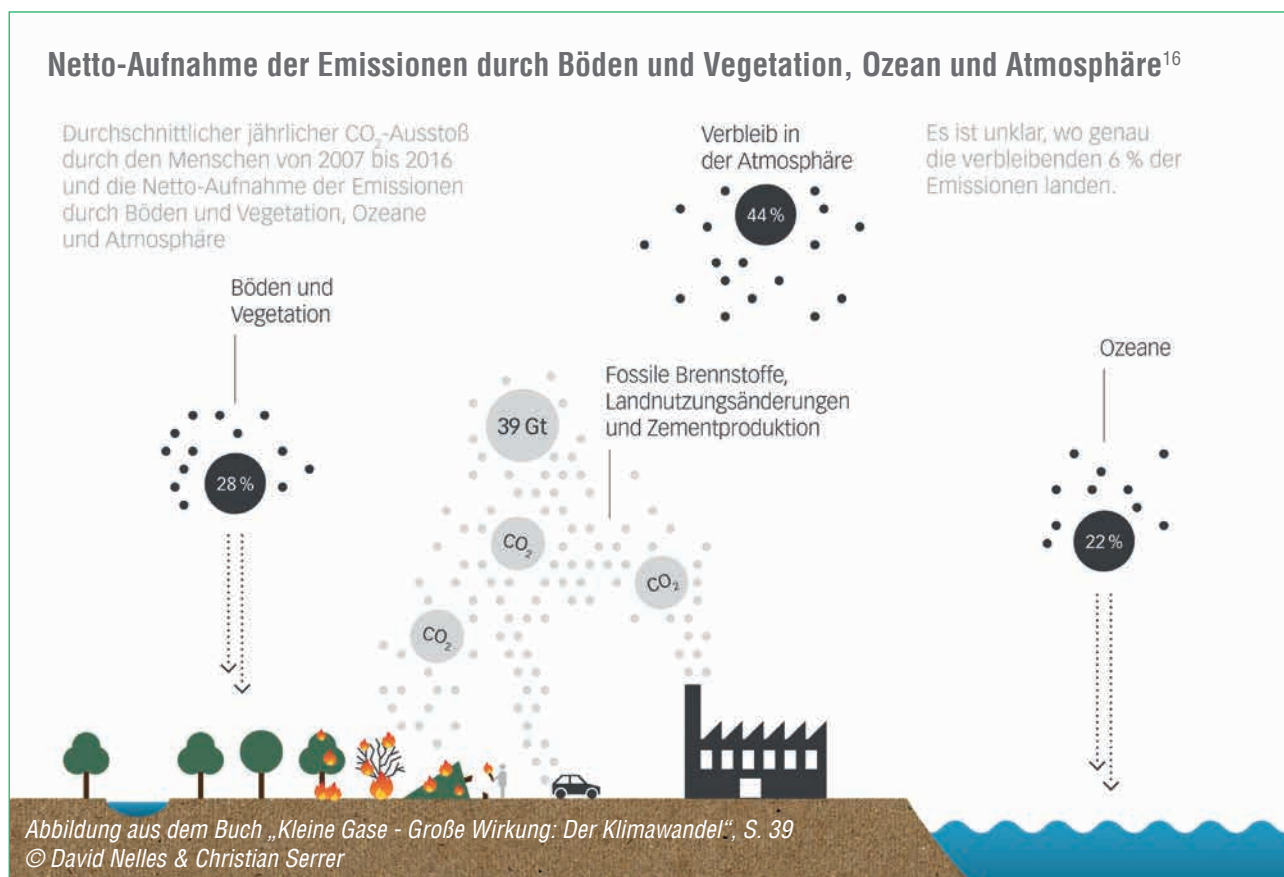 Netto-Aufnahme der Emissionen durch Böden und Vegetation, Ozean und Atmosphäre¹⁶
Durchschnittlicher jährlicher CO₂-Ausstoß
durch den Menschen von 2007 bis 2016
und die Netto-Aufnahme der Emissionen
durch Böden und Vegetation, Ozeane
und Atmosphäre
Verbleib in
der Atmosphäre
44 %
Es ist unklar, wo genau
die verbleibenden 6 % der
Emissionen landen.
Böden und
Vegetation
28 %
Fossile Brennstoffe,
Landnutzungsänderungen
und Zementproduktion
39 Gt
CO₂
CO₂
CO₂
Ozeane
22 %
Abbildung aus dem Buch „Kleine Gase - Große Wirkung: Der Klimawandel“, S. 39
© David Nelles & Christian Serrer